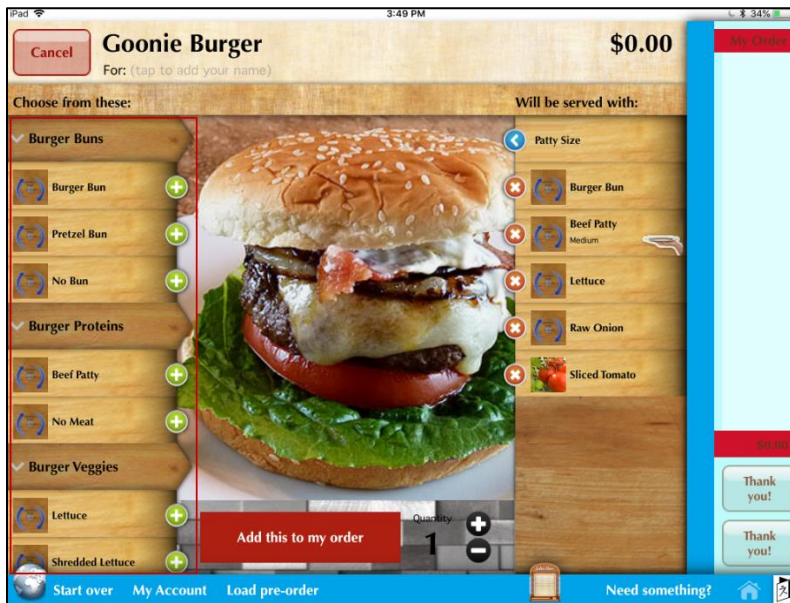 iPad
3:49 PM
34%
Cancel
Goonie Burger
$0.00
My Order
For: (tap to add your name)
Choose from these:
Will be served with:
Burger Buns
Burger Bun
Pretzel Bun
No Bun
Burger Proteins
Beef Patty
No Meat
Burger Veggies
Lettuce
Shredded Lettuce
Patty Size
Burger Bun
Beef Patty
Medium
Lettuce
Raw Onion
Sliced Tomato
$0.00
Thank
you!
Thank
you!
Add this to my order
Quantity
1
Start over
My Account
Load pre-order
Need something?